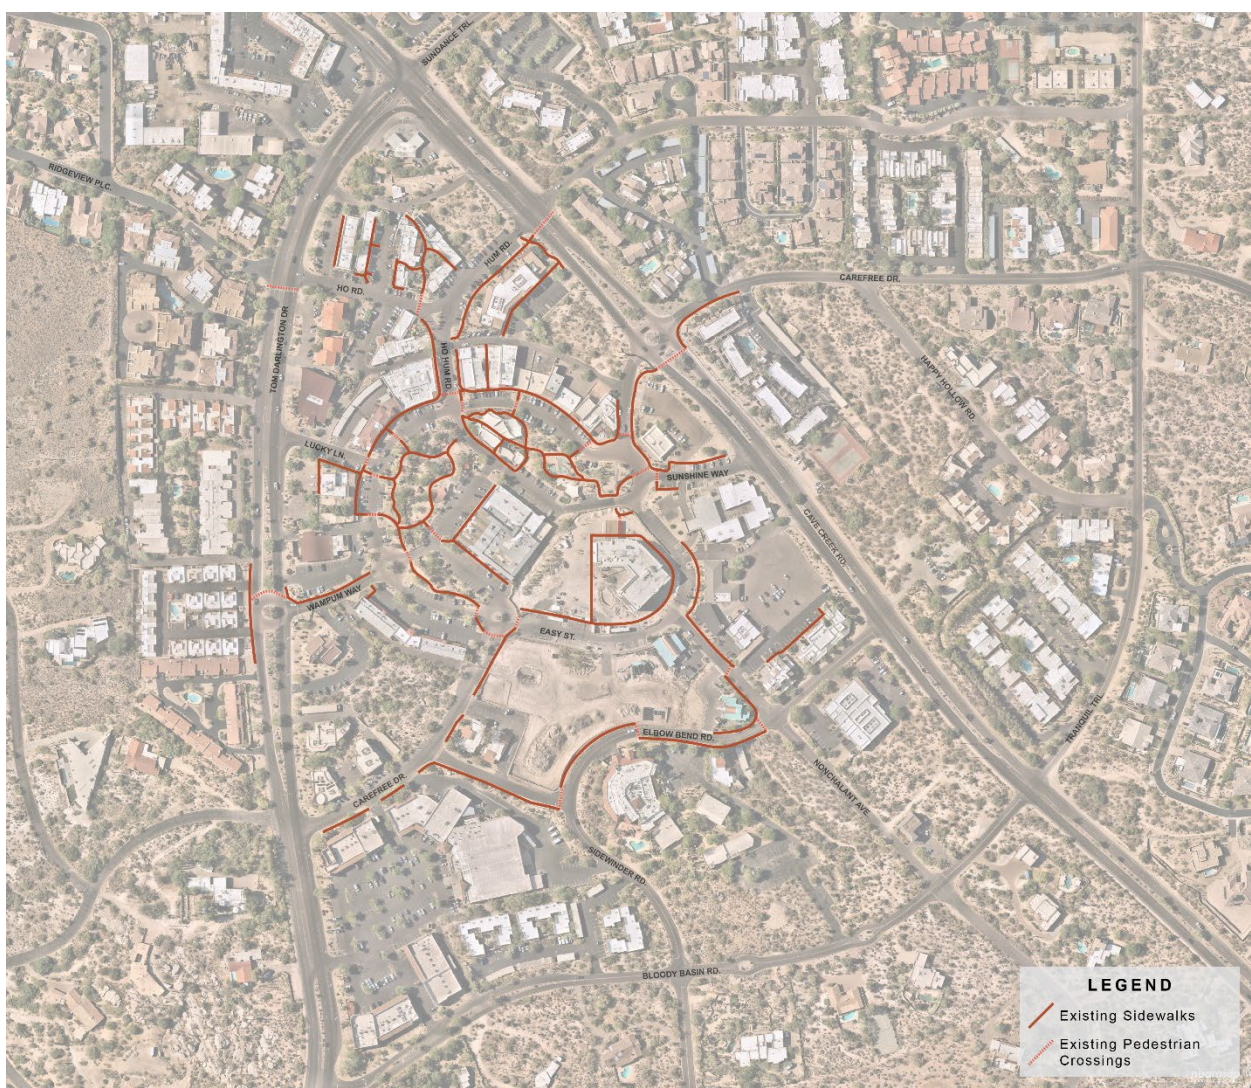 SUNDANCE TRL.
RIDGEVIEW PLC.
HUM RD.
CAREFREE DR.
HO RD.
TOM DARLINGTON DR
HO HUM RD.
HAPPY HOLLOW RD
LUCKY LN.
SUNSHINE WAY
CAVE CREEK RD.
WAMPUM WAY
EASY ST.
TRANQUIL TRL
ELBOW BEND RD.
NONCHALANT AVE.
CAREFREE DR.
SIDEWINDER RD.
BLOODY BASIN RD.
LEGEND
Existing Sidewalks
Existing Pedestrian
Crossings